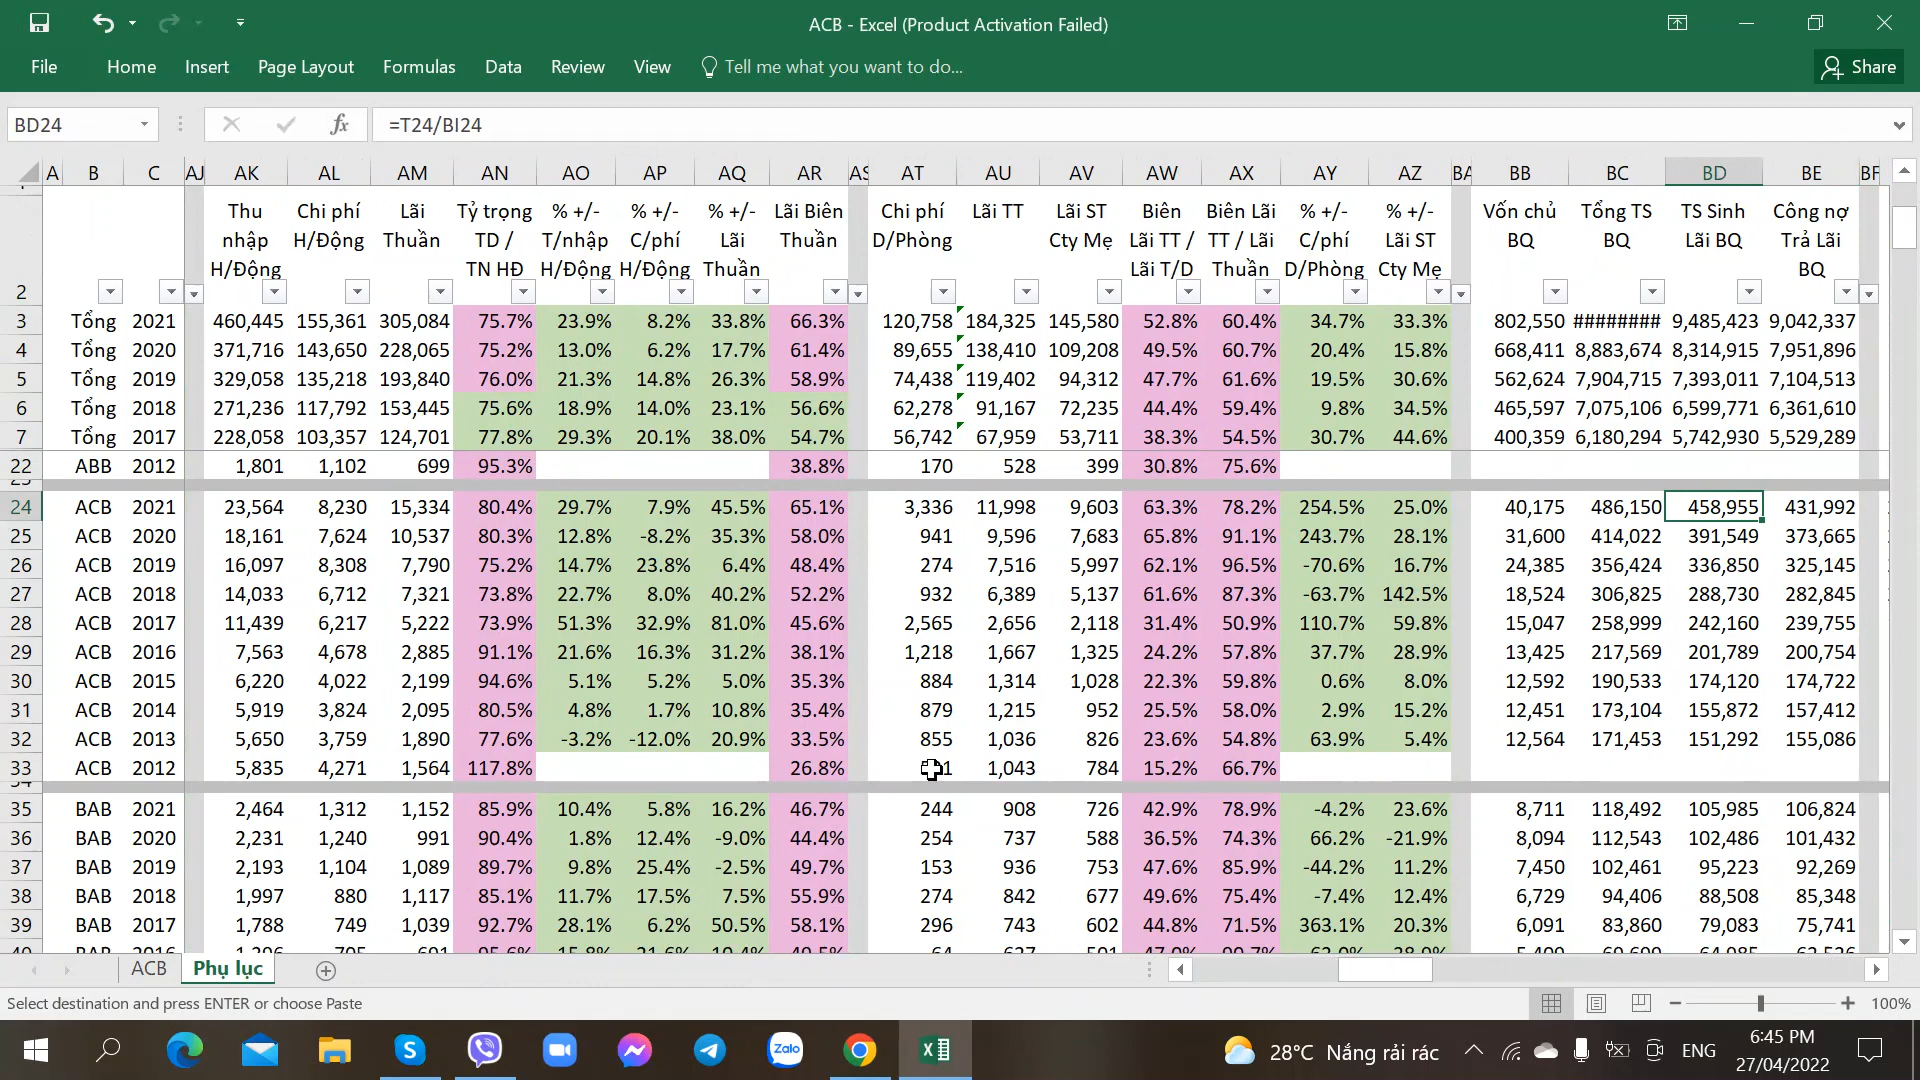 ACB - Excel (Product Activation Failed)
File Home Insert Page Layout Formulas Data Review View Tell me what you want to do... Share
BD24 fx =T24/BI24
A B C AJ AK AL AM AN AO AP AQ AR AS AT AU AV AW AX AY AZ BA BB BC BD BE BF
Thu Chi phí Lãi Tỷ trọng % +/- % +/- % +/- Lãi Biên Chi phí Lãi TT Lãi ST Biên Biên Lãi % +/- % +/- Vốn chủ Tổng TS TS Sinh Công nợ
nhập H/Động Thuần TD / T/nhập C/phí Lãi Thuần D/Phòng Cty Mẹ Lãi TT / TT / Lãi C/phí Lãi ST BQ BQ Lãi BQ Trả Lãi
H/Động TN HĐ H/Động H/Động Thuần Lãi T/D Thuần D/Phòng Cty Mẹ BQ
2
3 Tổng 2021 460,445 155,361 305,084 75.7% 23.9% 8.2% 33.8% 66.3% 120,758 184,325 145,580 52.8% 60.4% 34.7% 33.3% 802,550 ######## 9,485,423 9,042,337
4 Tổng 2020 371,716 143,650 228,065 75.2% 13.0% 6.2% 17.7% 61.4% 89,655 138,410 109,208 49.5% 60.7% 20.4% 15.8% 668,411 8,883,674 8,314,915 7,951,896
5 Tổng 2019 329,058 135,218 193,840 76.0% 21.3% 14.8% 26.3% 58.9% 74,438 119,402 94,312 47.7% 61.6% 19.5% 30.6% 562,624 7,904,715 7,393,011 7,104,513
6 Tổng 2018 271,236 117,792 153,445 75.6% 18.9% 14.0% 23.1% 56.6% 62,278 91,167 72,235 44.4% 59.4% 9.8% 34.5% 465,597 7,075,106 6,599,771 6,361,610
7 Tổng 2017 228,058 103,357 124,701 77.8% 29.3% 20.1% 38.0% 54.7% 56,742 67,959 53,711 38.3% 54.5% 30.7% 44.6% 400,359 6,180,294 5,742,930 5,529,289
22 ABB 2012 1,801 1,102 699 95.3% 38.8% 170 528 399 30.8% 75.6%
24 ACB 2021 23,564 8,230 15,334 80.4% 29.7% 7.9% 45.5% 65.1% 3,336 11,998 9,603 63.3% 78.2% 254.5% 25.0% 40,175 486,150 458,955 431,992
25 ACB 2020 18,161 7,624 10,537 80.3% 12.8% -8.2% 35.3% 58.0% 941 9,596 7,683 65.8% 91.1% 243.7% 28.1% 31,600 414,022 391,549 373,665
26 ACB 2019 16,097 8,308 7,790 75.2% 14.7% 23.8% 6.4% 48.4% 274 7,516 5,997 62.1% 96.5% -70.6% 16.7% 24,385 356,424 336,850 325,145
27 ACB 2018 14,033 6,712 7,321 73.8% 22.7% 8.0% 40.2% 52.2% 932 6,389 5,137 61.6% 87.3% -63.7% 142.5% 18,524 306,825 288,730 282,845
28 ACB 2017 11,439 6,217 5,222 73.9% 51.3% 32.9% 81.0% 45.6% 2,565 2,656 2,118 31.4% 50.9% 110.7% 59.8% 15,047 258,999 242,160 239,755
29 ACB 2016 7,563 4,678 2,885 91.1% 21.6% 16.3% 31.2% 38.1% 1,218 1,667 1,325 24.2% 57.8% 37.7% 28.9% 13,425 217,569 201,789 200,754
30 ACB 2015 6,220 4,022 2,199 94.6% 5.1% 5.2% 5.0% 35.3% 884 1,314 1,028 22.3% 59.8% 0.6% 8.0% 12,592 190,533 174,120 174,722
31 ACB 2014 5,919 3,824 2,095 80.5% 4.8% 1.7% 10.8% 35.4% 879 1,215 952 25.5% 58.0% 2.9% 15.2% 12,451 173,104 155,872 157,412
32 ACB 2013 5,650 3,759 1,890 77.6% -3.2% -12.0% 20.9% 33.5% 855 1,036 826 23.6% 54.8% 63.9% 5.4% 12,564 171,453 151,292 155,086
33 ACB 2012 5,835 4,271 1,564 117.8% 26.8% 1,043 784 15.2% 66.7%
35 BAB 2021 2,464 1,312 1,152 85.9% 10.4% 5.8% 16.2% 46.7% 244 908 726 42.9% 78.9% -4.2% 23.6% 8,711 118,492 105,985 106,824
36 BAB 2020 2,231 1,240 991 90.4% 1.8% 12.4% -9.0% 44.4% 254 737 588 36.5% 74.3% 66.2% -21.9% 8,094 112,543 102,486 101,432
37 BAB 2019 2,193 1,104 1,089 89.7% 9.8% 25.4% -2.5% 49.7% 153 936 753 47.6% 85.9% -44.2% 11.2% 7,450 102,461 95,223 92,269
38 BAB 2018 1,997 880 1,117 85.1% 11.7% 17.5% 7.5% 55.9% 274 842 677 49.6% 75.4% -7.4% 12.4% 6,729 94,406 88,508 85,348
39 BAB 2017 1,788 749 1,039 92.7% 28.1% 6.2% 50.5% 58.1% 296 743 602 44.8% 71.5% 363.1% 20.3% 6,091 83,860 79,083 75,741
ACB Phụ lục
Select destination and press ENTER or choose Paste 100%
Zalo 28°C Nắng rải rác ENG 6:45 PM
27/04/2022